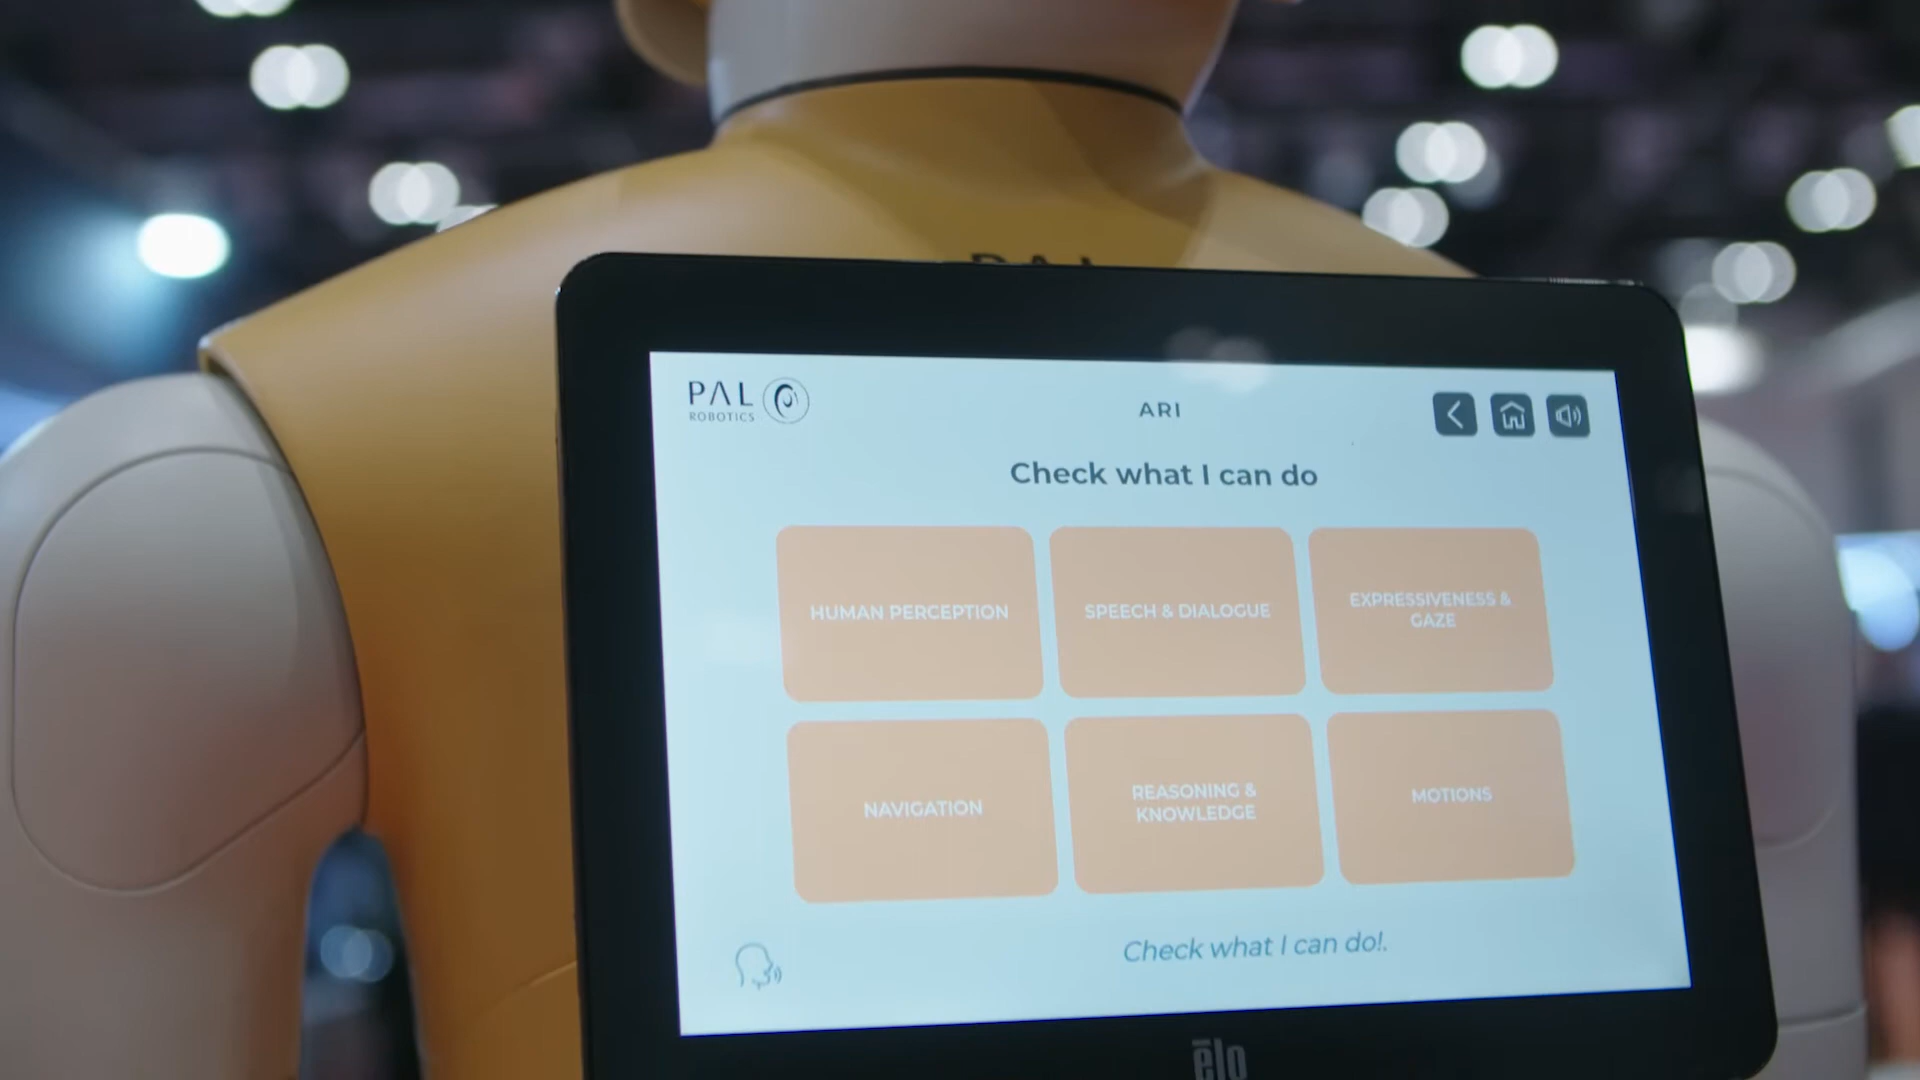 PAL
PAL
ROBOTICS
ARI
Check what I can do
HUMAN PERCEPTION
SPEECH & DIALOGUE
EXPRESSIVENESS &
GAZE
NAVIGATION
REASONING &
KNOWLEDGE
MOTIONS
Check what I can do!.
elo